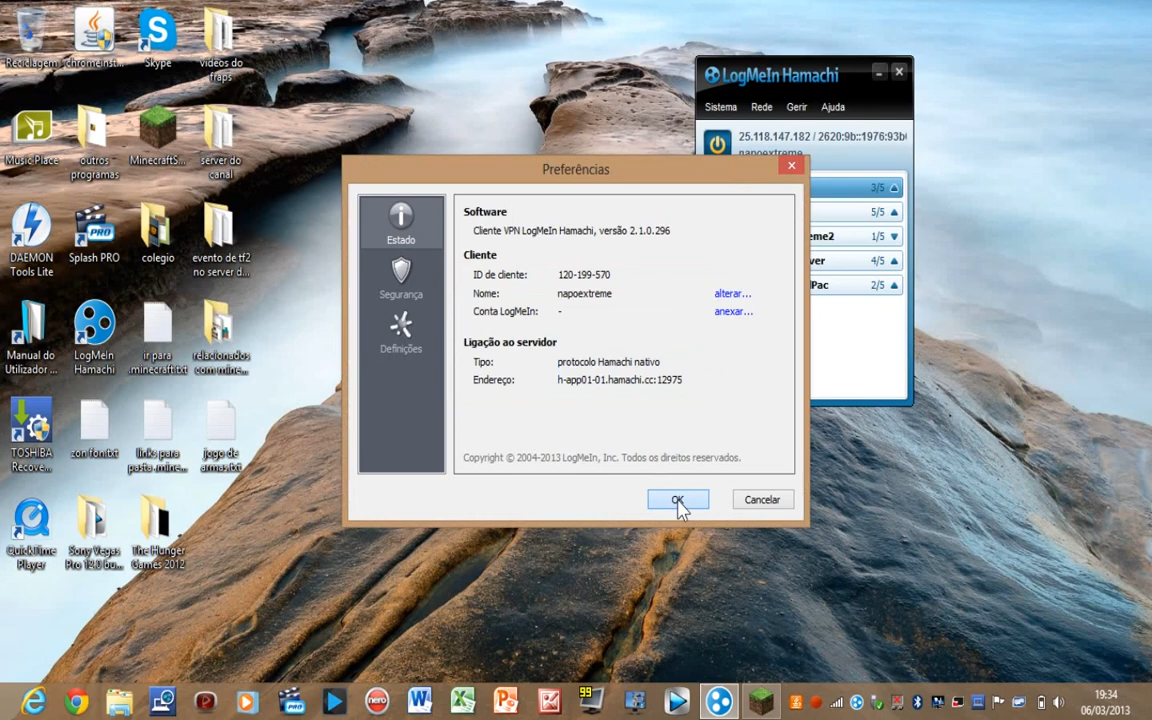 Reciclagem
chromeinst...
Skype
videos do
fraps
Music Place
outros
programas
MinecraftS...
server do
canal
DAEMON
Tools Lite
Splash PRO
colegio
evento de tf2
no server d...
Manual do
Utilizador ...
LogMeIn
Hamachi
ir para
.minecraft.txt
relacionados
com mine...
TOSHIBA
Recove...
zon fon.txt
links para
pasta .mine...
jogo de
armas.txt
QuickTime
Player
Sony Vegas
Pro 12.0 bu...
The Hunger
Games 2012
LogMeIn Hamachi
Sistema Rede Gerir Ajuda
25.118.147.182 / 2620:9b::1976:93b
napoextreme
3/5
5/5
eme2 1/5
ver 4/5
lPac 2/5
Preferências
Estado
Segurança
Definições
Software
Cliente VPN LogMeIn Hamachi, versão 2.1.0.296
Cliente
ID de cliente: 120-199-570
Nome: napoextreme alterar...
Conta LogMeIn: - anexar...
Ligação ao servidor
Tipo: protocolo Hamachi nativo
Endereço: h-app01-01.hamachi.cc:12975
Copyright © 2004-2013 LogMeIn, Inc. Todos os direitos reservados.
OK Cancelar
PRO
99
19:34
06/03/2013